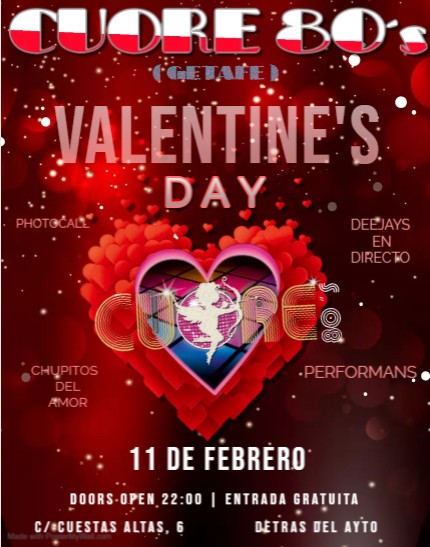 CUORE 80's
(GETAFE)
VALENTINE'S
DAY
PHOTOCALL
DEEJAYS
EN
DIRECTO
CUORE 80'S
CHUPITOS
DEL
AMOR
PERFORMANS
11 DE FEBRERO
DOORS OPEN 22:00 | ENTRADA GRATUITA
C/ CUESTAS ALTAS, 6 DETRAS DEL AYTO
Made with PosterMyWall.com